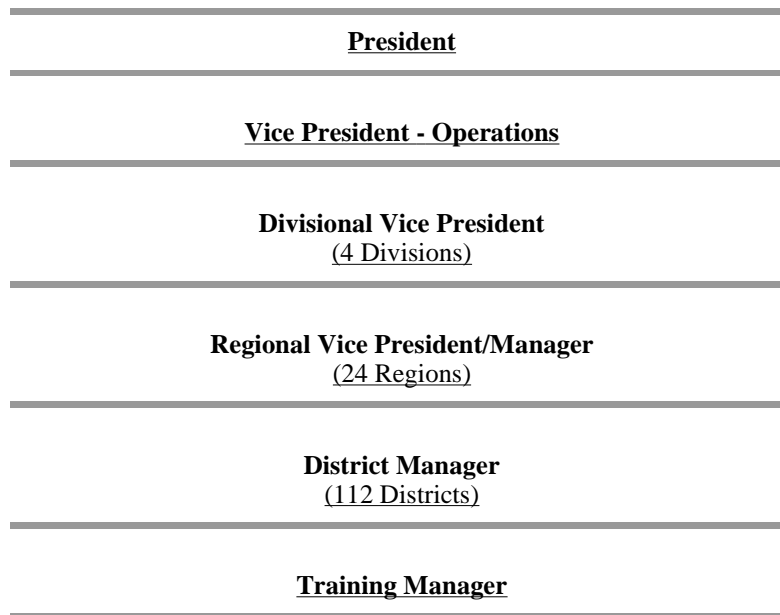 President
Vice President - Operations
Divisional Vice President
(4 Divisions)
Regional Vice President/Manager
(24 Regions)
District Manager
(112 Districts)
Training Manager